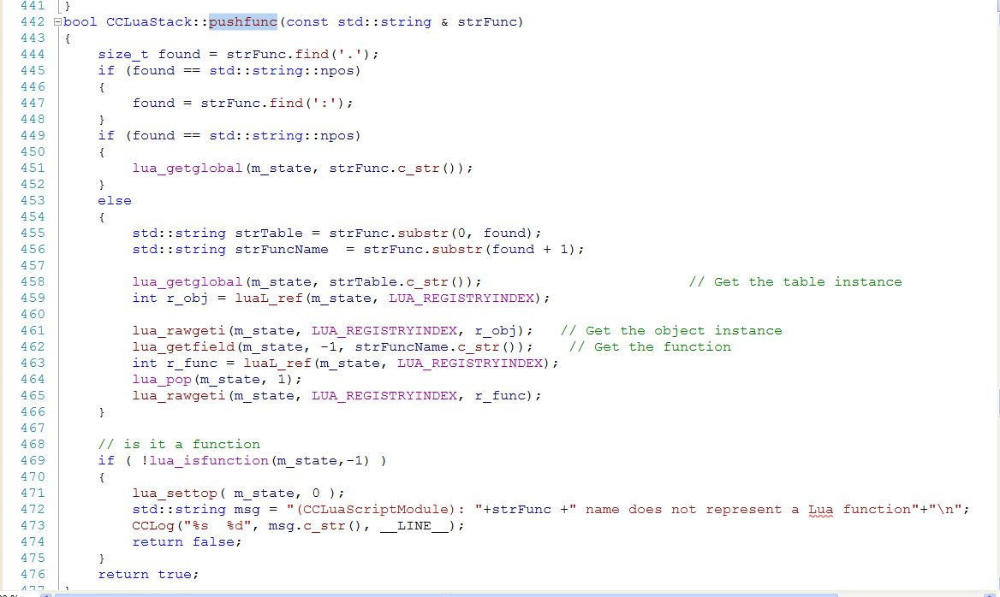 441 }
442 bool CCLuaStack::pushfunc(const std::string & strFunc)
443 {
444     size_t found = strFunc.find('.');
445     if (found == std::string::npos)
446     {
447         found = strFunc.find(':');
448     }
449     if (found == std::string::npos)
450     {
451         lua_getglobal(m_state, strFunc.c_str());
452     }
453     else
454     {
455         std::string strTable = strFunc.substr(0, found);
456         std::string strFuncName  = strFunc.substr(found + 1);
457
458         lua_getglobal(m_state, strTable.c_str());                        // Get the table instance
459         int r_obj = luaL_ref(m_state, LUA_REGISTRYINDEX);
460
461         lua_rawgeti(m_state, LUA_REGISTRYINDEX, r_obj);   // Get the object instance
462         lua_getfield(m_state, -1, strFuncName.c_str());    // Get the function
463         int r_func = luaL_ref(m_state, LUA_REGISTRYINDEX);
464         lua_pop(m_state, 1);
465         lua_rawgeti(m_state, LUA_REGISTRYINDEX, r_func);
466     }
467
468     // is it a function
469     if ( !lua_isfunction(m_state,-1) )
470     {
471         lua_settop( m_state, 0 );
472         std::string msg = "(CCLuaScriptModule): "+strFunc +" name does not represent a Lua function"+"\n";
473         CCLog("%s  %d", msg.c_str(), __LINE__);
474         return false;
475     }
476     return true;
477 }